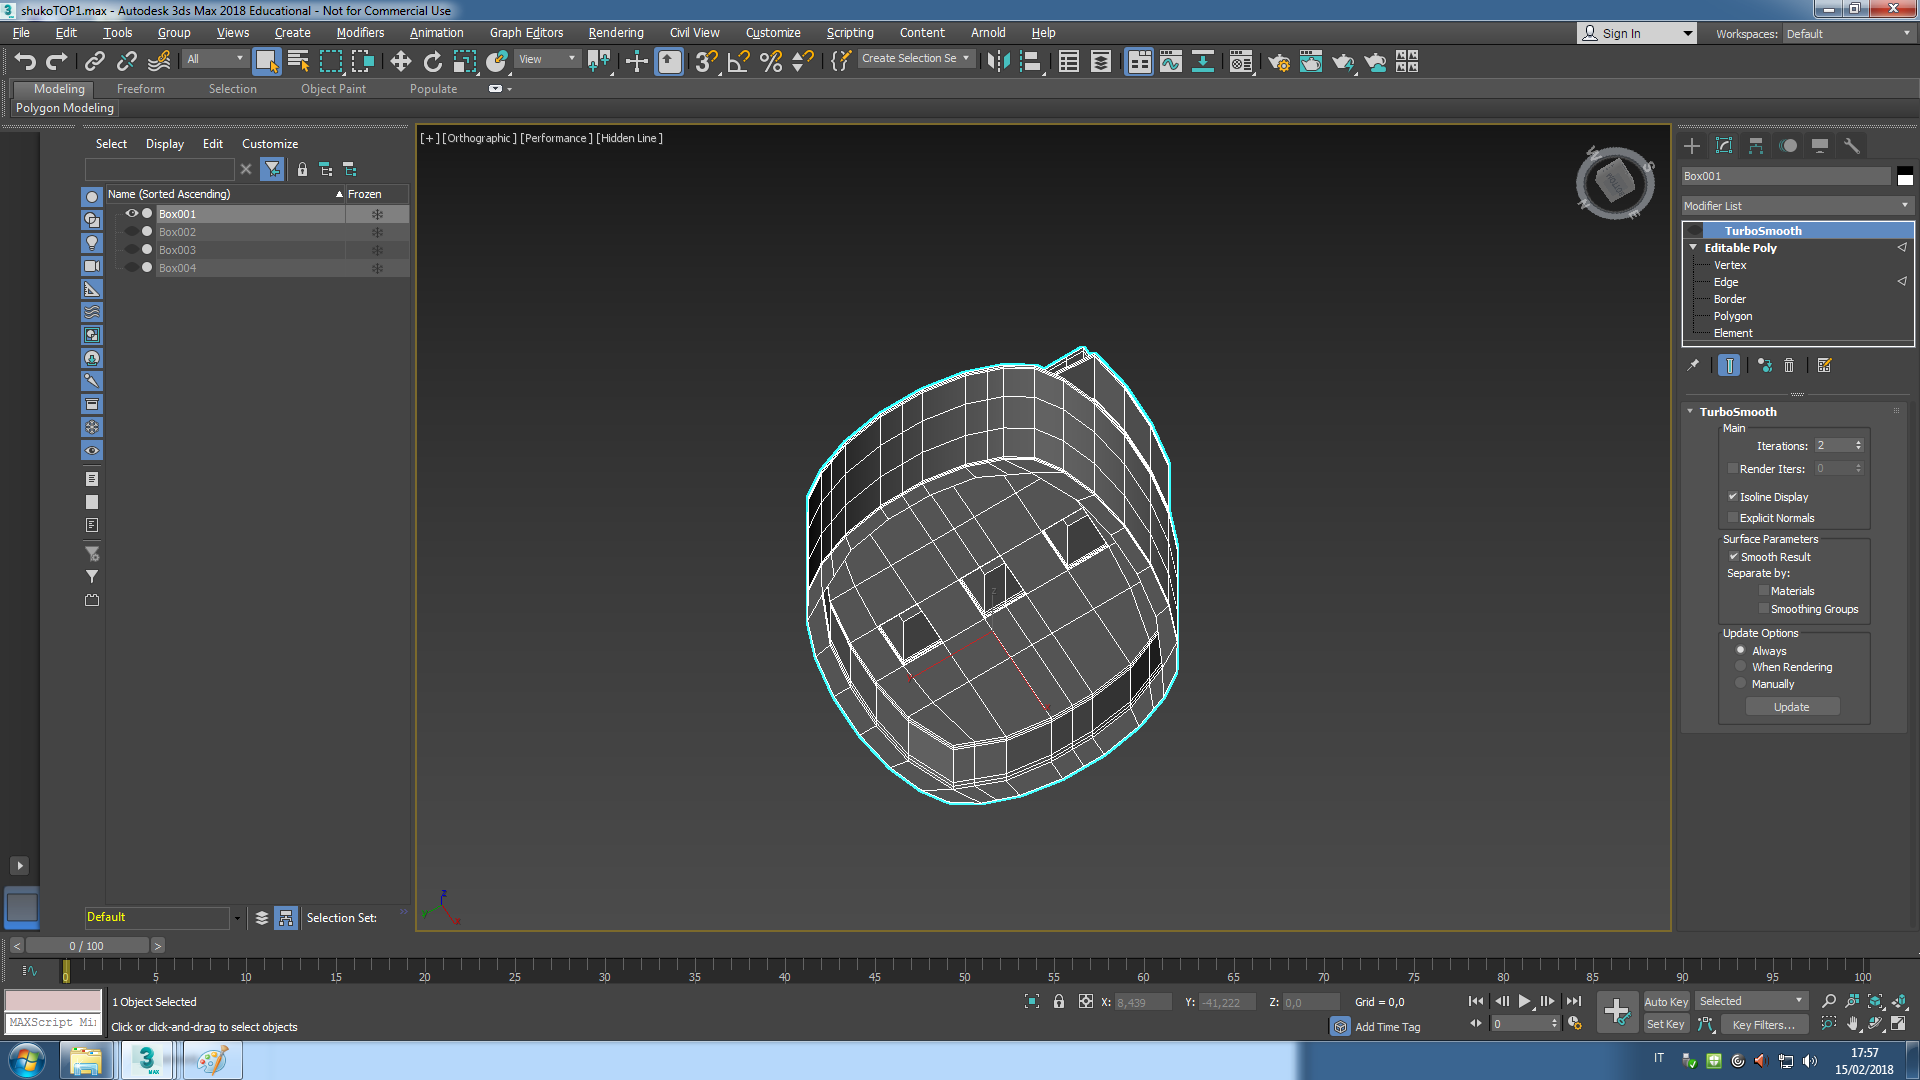 shukoTOP1.max - Autodesk 3ds Max 2018 Educational - Not for Commercial Use
File Edit Tools Group Views Create Modifiers Animation Graph Editors Rendering Civil View Customize Scripting Content Arnold Help
Sign In
Workspaces: Default
All
View
Create Selection Se
Modeling Freeform Selection Object Paint Populate
Polygon Modeling
Select Display Edit Customize
Name (Sorted Ascending) Frozen
Box001
Box002
Box003
Box004
[+] [Orthographic] [Performance] [Hidden Line]
Box001
Modifier List
TurboSmooth
Editable Poly
Vertex
Edge
Border
Polygon
Element
TurboSmooth
Main
Iterations: 2
Render Iters: 0
Isoline Display
Explicit Normals
Surface Parameters
Smooth Result
Separate by:
Materials
Smoothing Groups
Update Options
Always
When Rendering
Manually
Update
Default
Selection Set:
< 0 / 100 >
0 5 10 15 20 25 30 35 40 45 50 55 60 65 70 75 80 85 90 95 100
1 Object Selected
X: 8,439 Y: -41,222 Z: 0,0 Grid = 0,0
Auto Key Selected
MAXScript Mi
Click or click-and-drag to select objects
Add Time Tag
0
Set Key Key Filters...
IT
17:57
15/02/2018